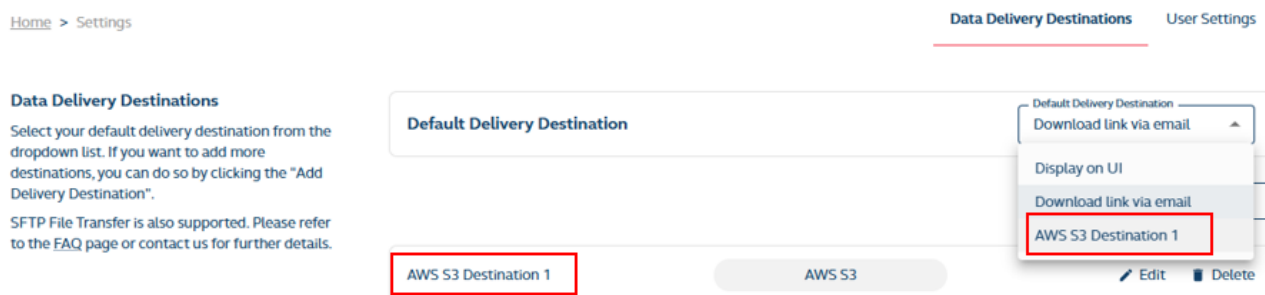 Home > Settings
Data Delivery Destinations User Settings
Data Delivery Destinations
Select your default delivery destination from the
dropdown list. If you want to add more
destinations, you can do so by clicking the "Add
Delivery Destination".
SFTP File Transfer is also supported. Please refer
to the FAQ page or contact us for further details.
Default Delivery Destination
Default Delivery Destination
Download link via email
Display on UI
Download link via email
AWS S3 Destination 1
AWS S3 Destination 1 AWS S3 Edit Delete